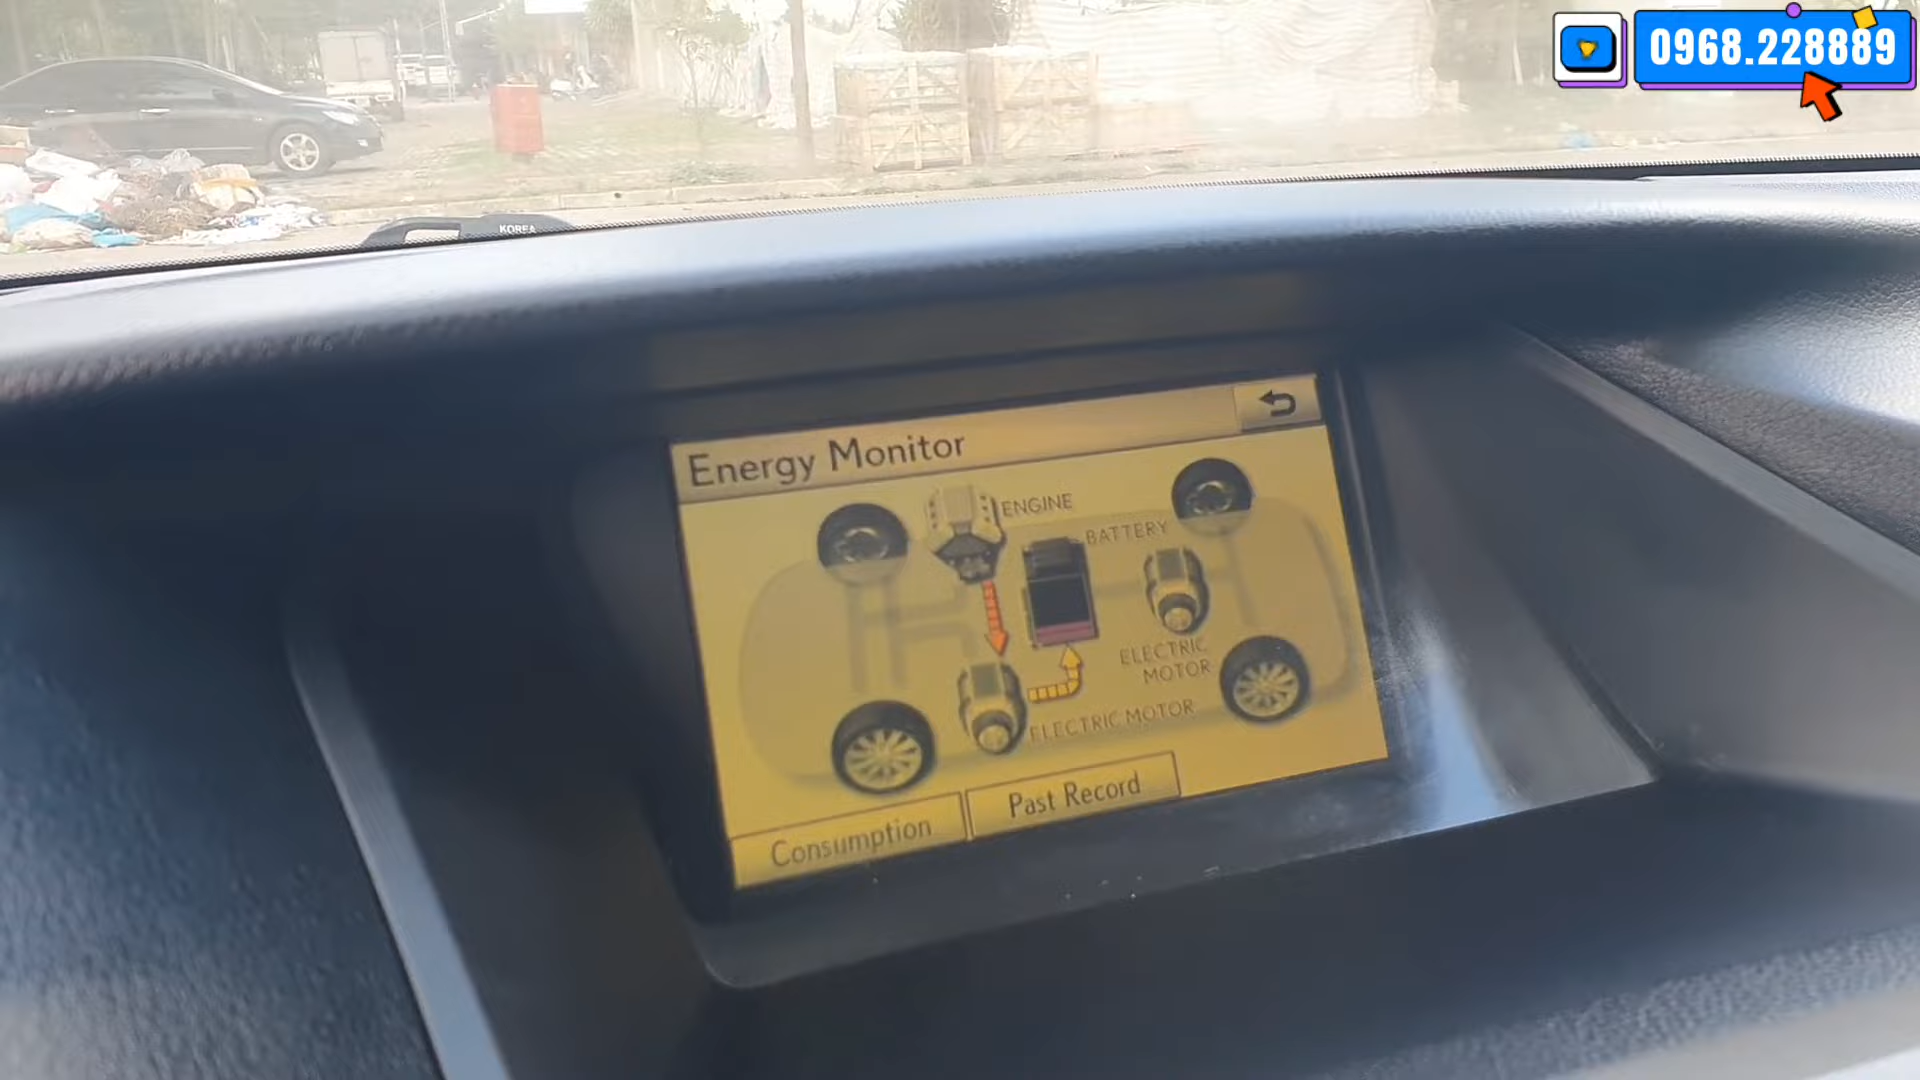 0968.228889
KOREA
Energy Monitor
ENGINE
BATTERY
ELECTRIC
MOTOR
ELECTRIC MOTOR
Past Record
Consumption